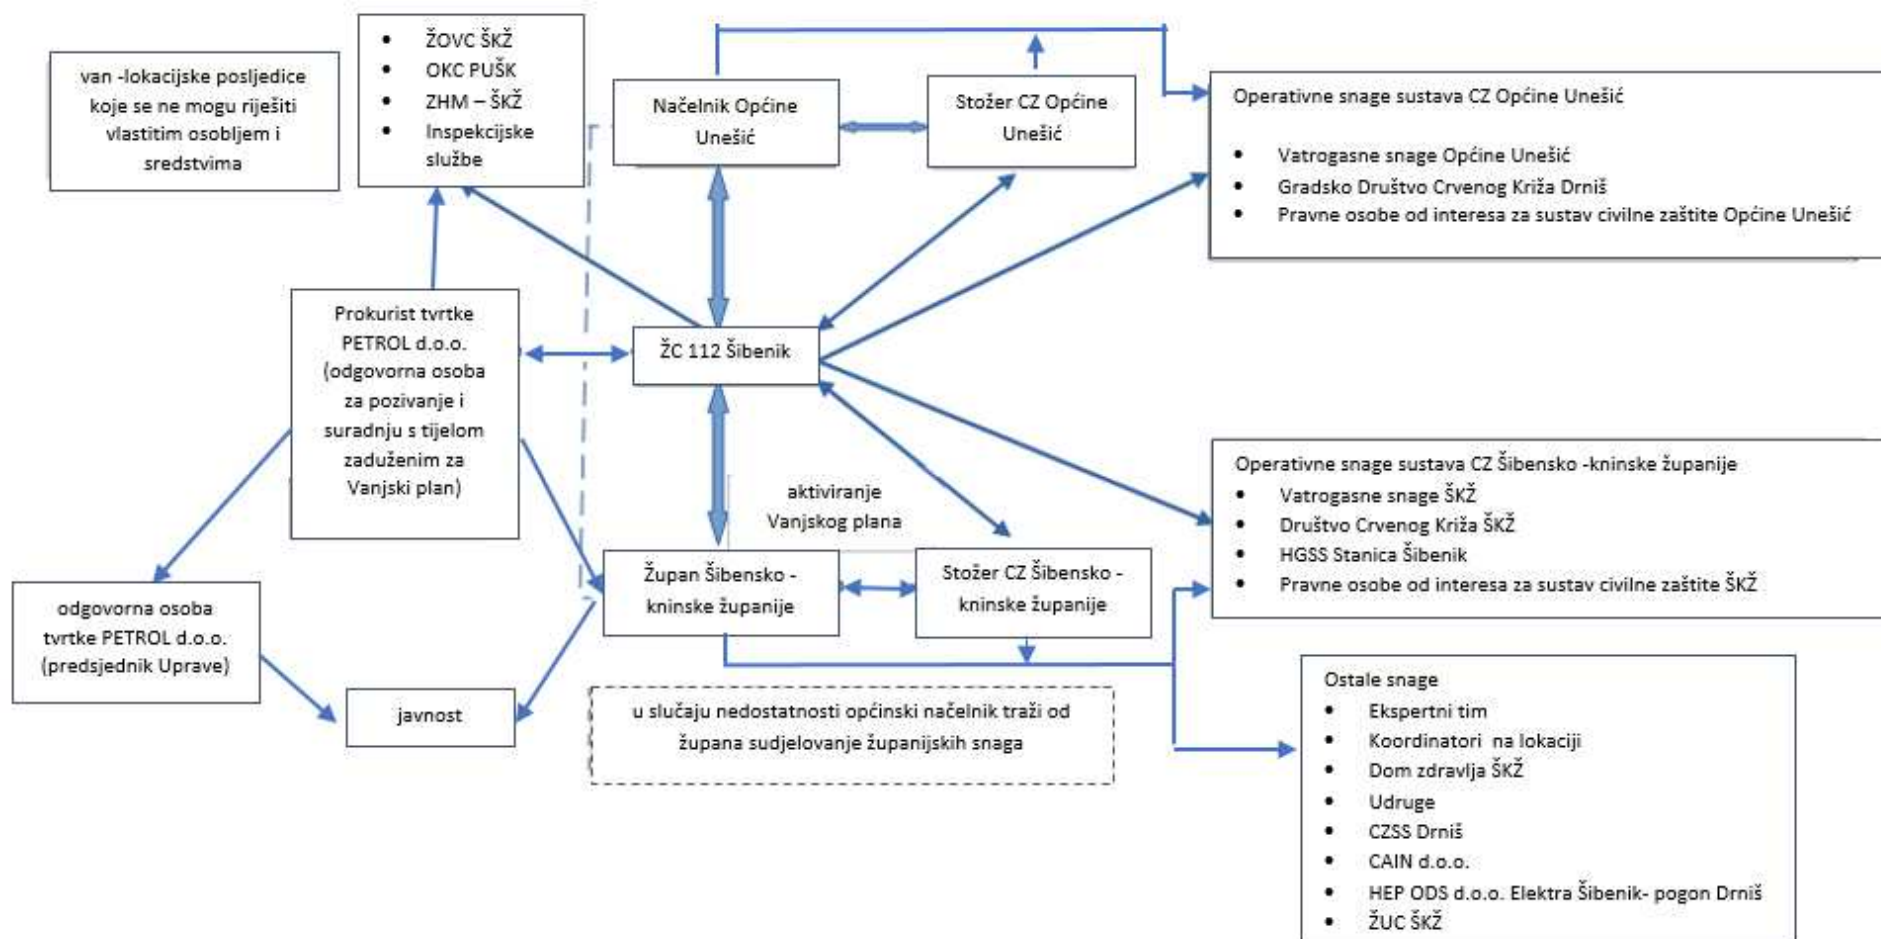 van -lokacijske posljedice
koje se ne mogu riješiti
vlastitim osobljem i
sredstvima
• ŽOVC ŠKŽ
• OKC PUŠK
• ZHM – ŠKŽ
• Inspekcijske
službe
Načelnik Općine
Unešić
Stožer CZ Općine
Unešić
Operativne snage sustava CZ Općine Unešić
• Vatrogasne snage Općine Unešić
• Gradsko Društvo Crvenog Križa Drniš
• Pravne osobe od interesa za sustav civilne zaštite Općine Unešić
Prokurist tvrtke
PETROL d.o.o.
(odgovorna osoba
za pozivanje i
suradnju s tijelom
zaduženim za
Vanjski plan)
ŽC 112 Šibenik
aktiviranje
Vanjskog plana
Operativne snage sustava CZ Šibensko -kninske županije
• Vatrogasne snage ŠKŽ
• Društvo Crvenog Križa ŠKŽ
• HGSS Stanica Šibenik
• Pravne osobe od interesa za sustav civilne zaštite ŠKŽ
Župan Šibensko -
kninske županije
Stožer CZ Šibensko -
kninske županije
odgovorna osoba
tvrtke PETROL d.o.o.
(predsjednik Uprave)
javnost
u slučaju nedostatnosti općinski načelnik traži od
župana sudjelovanje županijskih snaga
Ostale snage
• Ekspertni tim
• Koordinatori na lokaciji
• Dom zdravlja ŠKŽ
• Udruge
• CZSS Drniš
• CAIN d.o.o.
• HEP ODS d.o.o. Elektra Šibenik- pogon Drniš
• ŽUC ŠKŽ